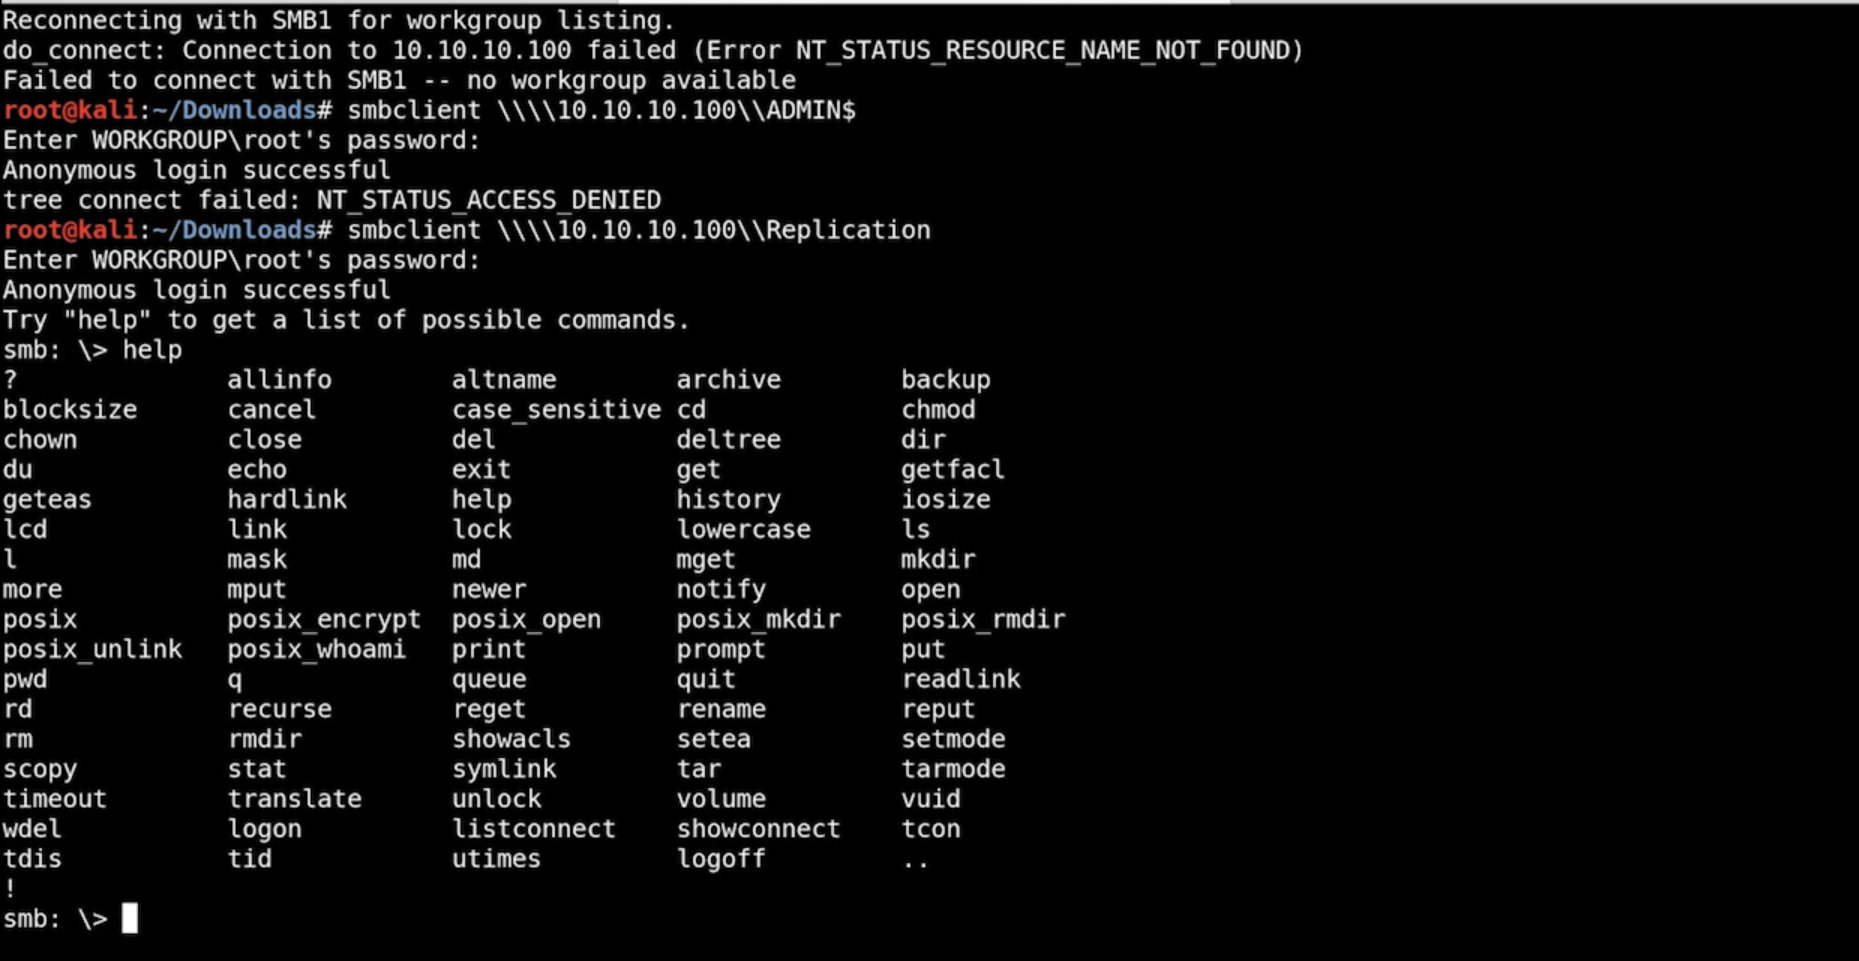 Reconnecting with SMB1 for workgroup listing.
do_connect: Connection to 10.10.10.100 failed (Error NT_STATUS_RESOURCE_NAME_NOT_FOUND)
Failed to connect with SMB1 -- no workgroup available
root@kali:~/Downloads# smbclient \\\\10.10.10.100\\ADMIN$
Enter WORKGROUP\root's password:
Anonymous login successful
tree connect failed: NT_STATUS_ACCESS_DENIED
root@kali:~/Downloads# smbclient \\\\10.10.10.100\\Replication
Enter WORKGROUP\root's password:
Anonymous login successful
Try "help" to get a list of possible commands.
smb: \> help
? allinfo altname archive backup
blocksize cancel case_sensitive cd chmod
chown close del deltree dir
du echo exit get getfacl
geteas hardlink help history iosize
lcd link lock lowercase ls
l mask md mget mkdir
more mput newer notify open
posix posix_encrypt posix_open posix_mkdir posix_rmdir
posix_unlink posix_whoami print prompt put
pwd q queue quit readlink
rd recurse reget rename reput
rm rmdir showacls setea setmode
scopy stat symlink tar tarmode
timeout translate unlock volume vuid
wdel logon listconnect showconnect tcon
tdis tid utimes logoff ..
!
smb: \>